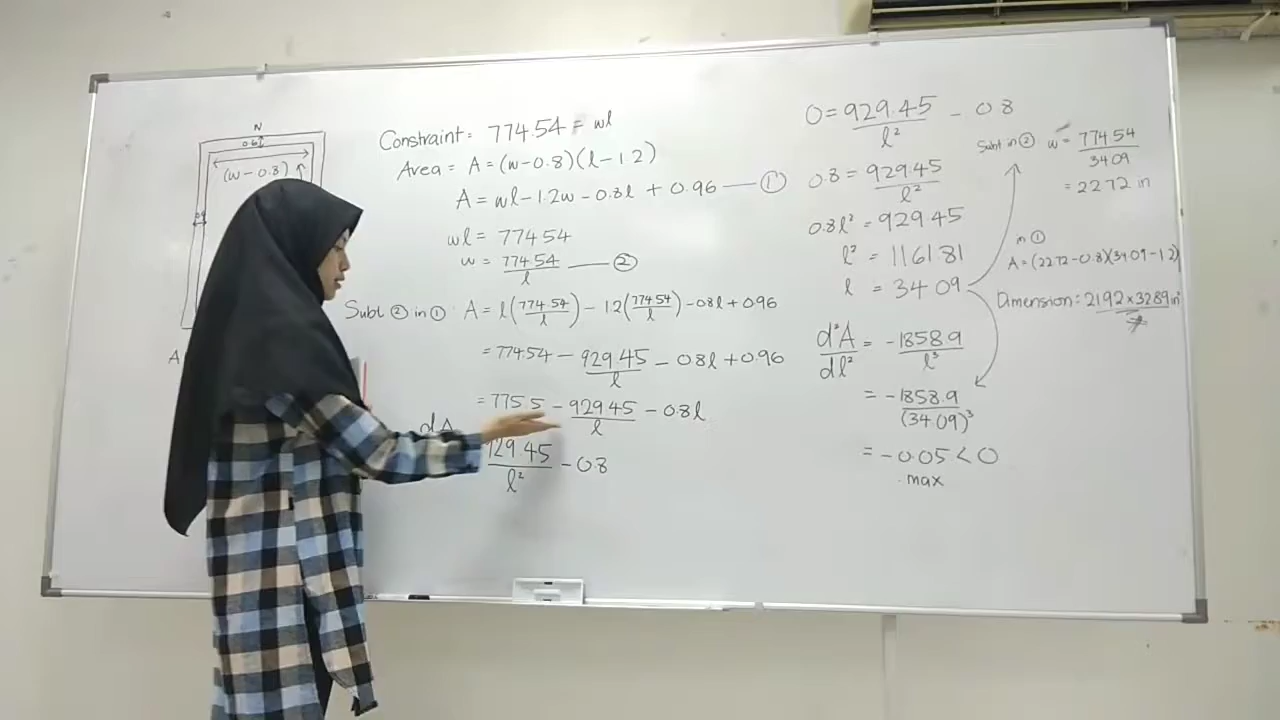 W
0.6
(w - 0.8)
A
Constraint: 774.54 = wl
Area = A = (w-0.8)(l-1.2)
A = wl - 1.2w - 0.8l + 0.96 — ①
wl = 774.54
w = 774.54/l — ②
Subt ② in ① : A = l(774.54/l) - 1.2(774.54/l) - 0.8l + 0.96
= 774.54 - 929.45/l - 0.8l + 0.96
= 775.5 - 929.45/l - 0.8l
dA
929.45/l² - 0.8
0 = 929.45/l² - 0.8
0.8 = 929.45/l²
0.8l² = 929.45
l² = 1161.81
l = 34.09
d²A/dl² = -1858.9/l³
= -1858.9/(34.09)³
= -0.05 < 0
max
Subt in ② w = 774.54/34.09
= 22.72 in
in ①
A = (22.72-0.8)(34.09-1.2)
Dimension: 21.92 x 32.89 in²